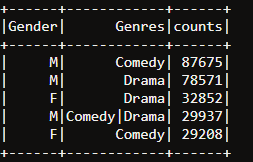 +------+------------+------+
|Gender|      Genres|counts|
+------+------------+------+
|     M|      Comedy| 87675|
|     M|       Drama| 78571|
|     F|       Drama| 32852|
|     M|Comedy|Drama| 29937|
|     F|      Comedy| 29208|
+------+------------+------+